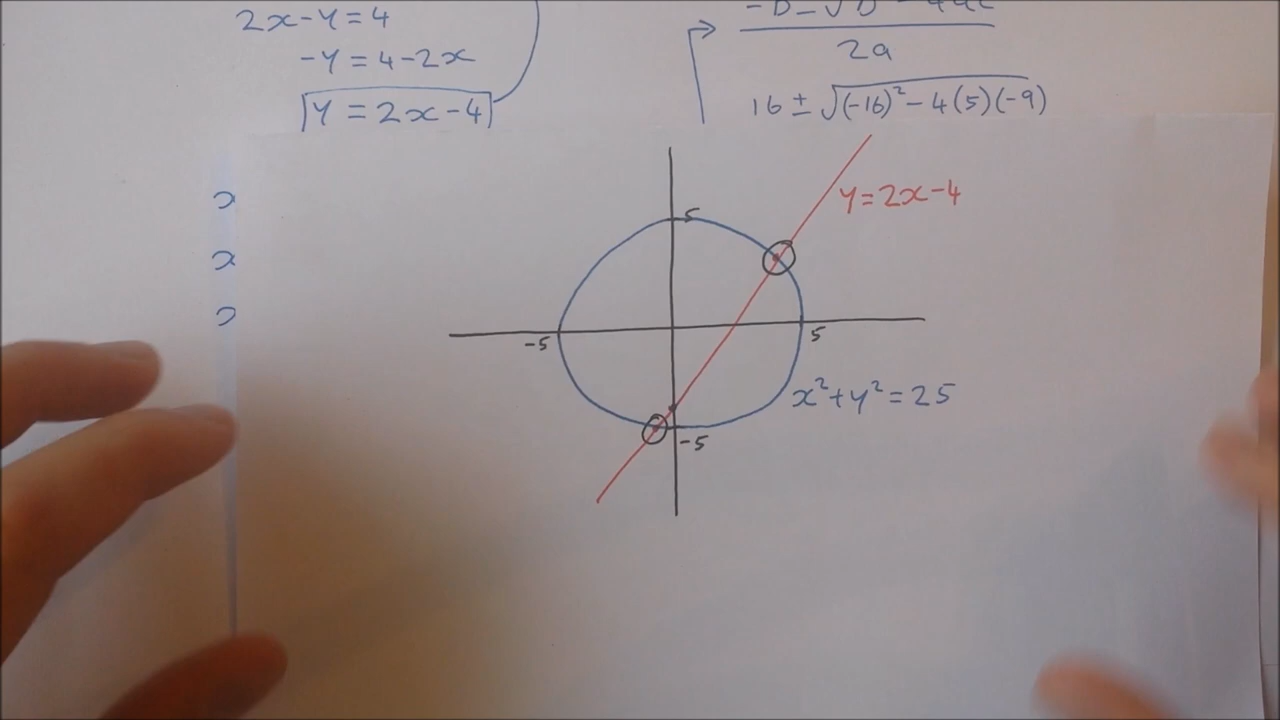 2x-y=4
-y=4-2x
y=2x-4
2a
16±√(-16)²-4(5)(-9)
x
x
5
y=2x-4
-5
5
x²+y²=25
-5